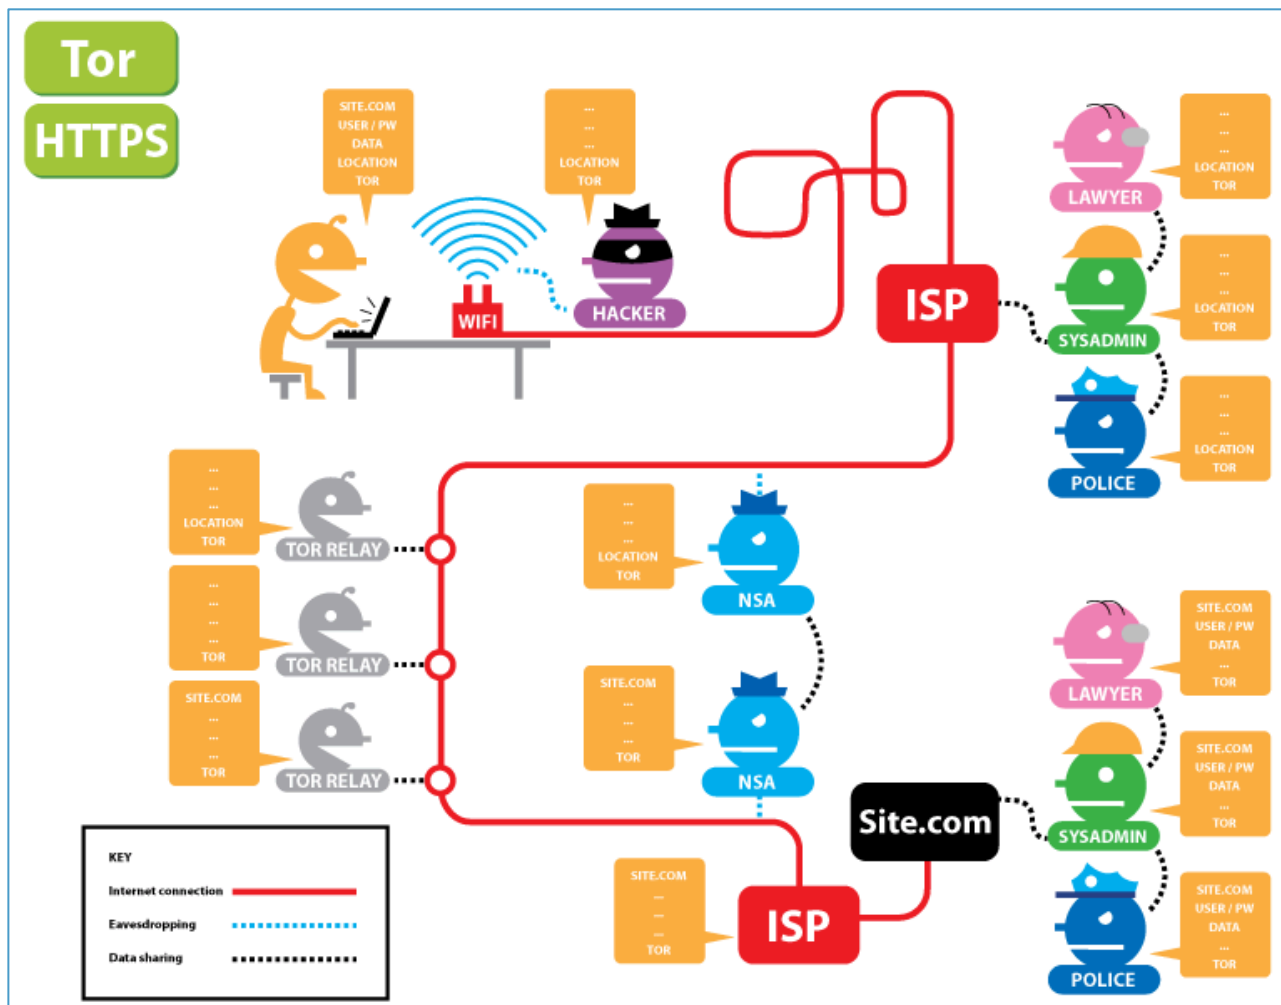 Tor
HTTPS
SITE.COM
USER / PW
DATA
LOCATION
TOR
...
...
...
LOCATION
TOR
WIFI
HACKER
ISP
LAWYER
...
...
...
LOCATION
TOR
SYSADMIN
...
...
...
LOCATION
TOR
POLICE
...
...
...
LOCATION
TOR
...
...
...
LOCATION
TOR
TOR RELAY
...
...
...
...
TOR
TOR RELAY
SITE.COM
...
...
...
TOR
TOR RELAY
...
...
...
LOCATION
TOR
NSA
SITE.COM
...
...
...
TOR
NSA
LAWYER
SITE.COM
USER / PW
DATA
...
TOR
SYSADMIN
SITE.COM
USER / PW
DATA
...
TOR
POLICE
SITE.COM
USER / PW
DATA
...
TOR
Site.com
SITE.COM
...
...
...
TOR
ISP
KEY
Internet connection
Eavesdropping
Data sharing